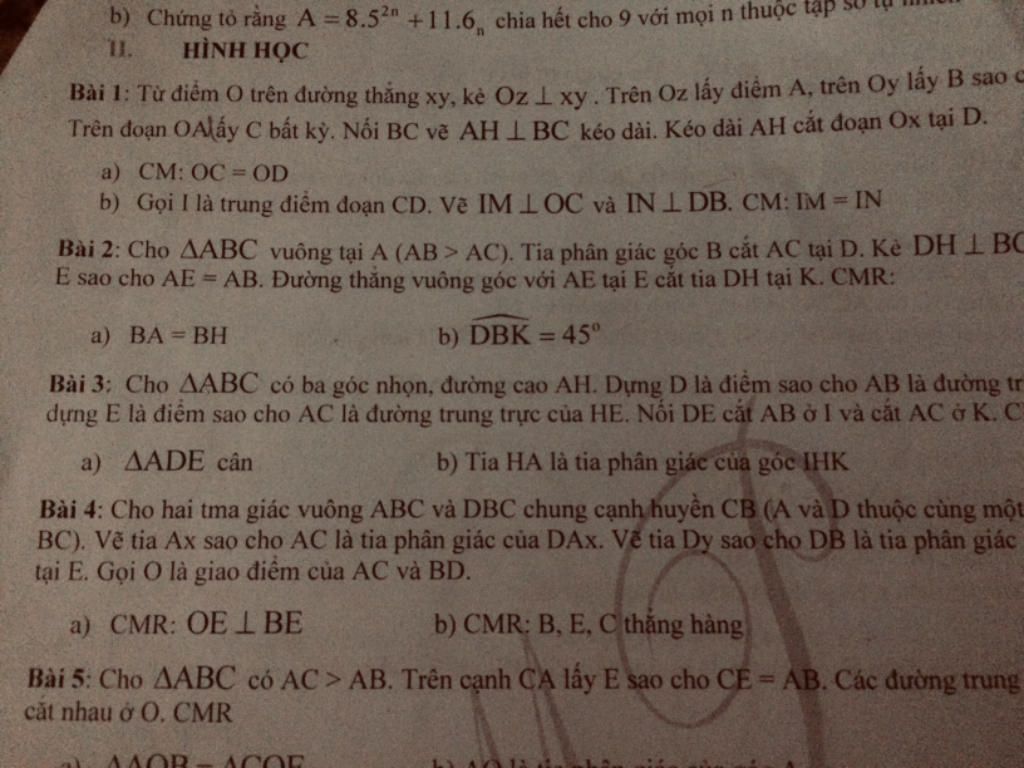 b) Chứng tỏ rằng A = 8.5²ⁿ + 11.6ₙ chia hết cho 9 với mọi n thuộc tập số tự
II. HÌNH HỌC
Bài 1: Từ điểm O trên đường thẳng xy, kẻ Oz ⊥ xy. Trên Oz lấy điểm A, trên Oy lấy B sao
Trên đoạn OA lấy C bất kỳ. Nối BC vẽ AH ⊥ BC kéo dài. Kéo dài AH cắt đoạn Ox tại D.
a) CM: OC = OD
b) Gọi I là trung điểm đoạn CD. Vẽ IM ⊥ OC và IN ⊥ DB. CM: IM = IN
Bài 2: Cho ΔABC vuông tại A (AB > AC). Tia phân giác góc B cắt AC tại D. Kẻ DH ⊥ BC
E sao cho AE = AB. Đường thẳng vuông góc với AE tại E cắt tia DH tại K. CMR:
a) BA = BH b) DBK = 45°
Bài 3: Cho ΔABC có ba góc nhọn, đường cao AH. Dựng D là điểm sao cho AB là đường
dựng E là điểm sao cho AC là đường trung trực của HE. Nối DE cắt AB ở I và cắt AC ở K.
a) ΔADE cân b) Tia HA là tia phân giác của góc IHK
Bài 4: Cho hai tma giác vuông ABC và DBC chung cạnh huyền CB (A và D thuộc cùng một
BC). Vẽ tia Ax sao cho AC là tia phân giác của DAx. Vẽ tia Dy sao cho DB là tia phân giác
tại E. Gọi O là giao điểm của AC và BD.
a) CMR: OE ⊥ BE b) CMR: B, E, C thẳng hàng
Bài 5: Cho ΔABC có AC > AB. Trên cạnh CA lấy E sao cho CE = AB. Các đường trung
cắt nhau ở O. CMR
a) ΔAOB = ΔCOE b) AO là tia phân giác của góc A